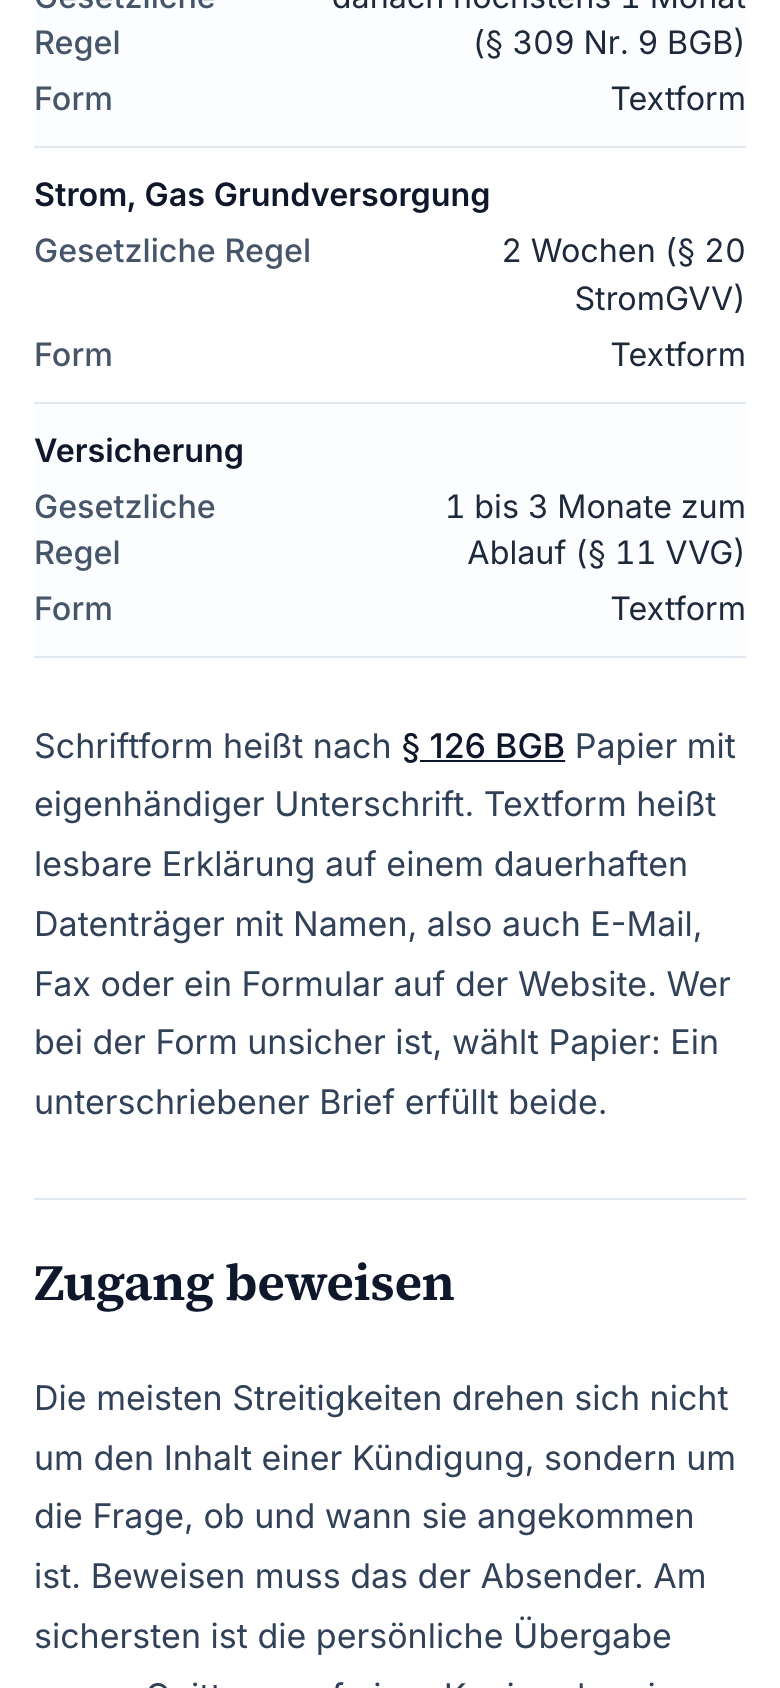 Gesetzliche danach höchstens 1 Monat
Regel (§ 309 Nr. 9 BGB)
Form Textform
Strom, Gas Grundversorgung
Gesetzliche Regel 2 Wochen (§ 20
StromGVV)
Form Textform
Versicherung
Gesetzliche 1 bis 3 Monate zum
Regel Ablauf (§ 11 VVG)
Form Textform
Schriftform heißt nach § 126 BGB Papier mit
eigenhändiger Unterschrift. Textform heißt
lesbare Erklärung auf einem dauerhaften
Datenträger mit Namen, also auch E-Mail,
Fax oder ein Formular auf der Website. Wer
bei der Form unsicher ist, wählt Papier: Ein
unterschriebener Brief erfüllt beide.
Zugang beweisen
Die meisten Streitigkeiten drehen sich nicht
um den Inhalt einer Kündigung, sondern um
die Frage, ob und wann sie angekommen
ist. Beweisen muss das der Absender. Am
sichersten ist die persönliche Übergabe